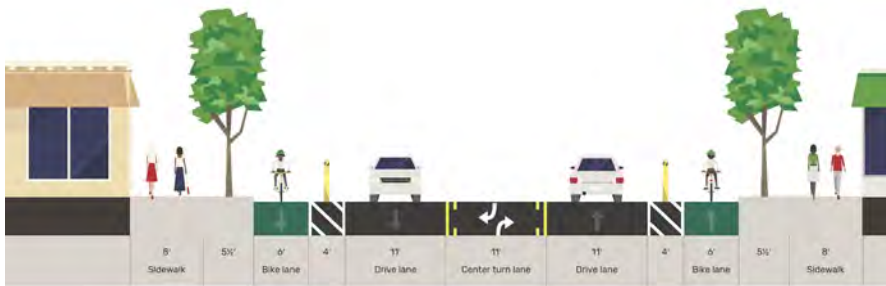 8' 5½' 6' 4' 11' 11' 11' 4' 6' 5½' 8'
Sidewalk Bike lane Drive lane Center turn lane Drive lane Bike lane Sidewalk